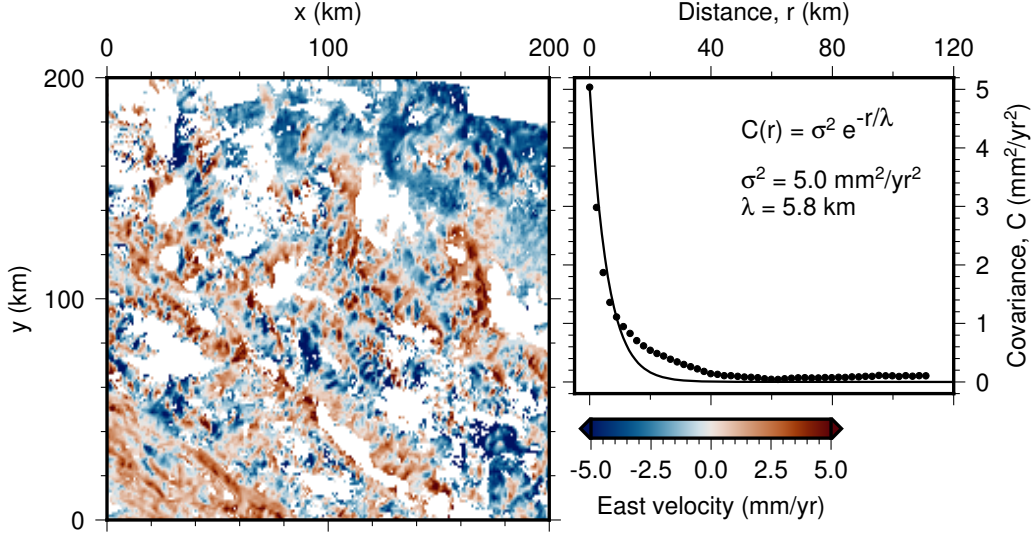 x (km)
0 100 200
200
100
0
y (km)
Distance, r (km)
0 40 80 120
C(r) = σ² e^-r/λ
σ² = 5.0 mm²/yr²
λ = 5.8 km
5
4
3
2
1
0
Covariance, C (mm²/yr²)
-5.0 -2.5 0.0 2.5 5.0
East velocity (mm/yr)